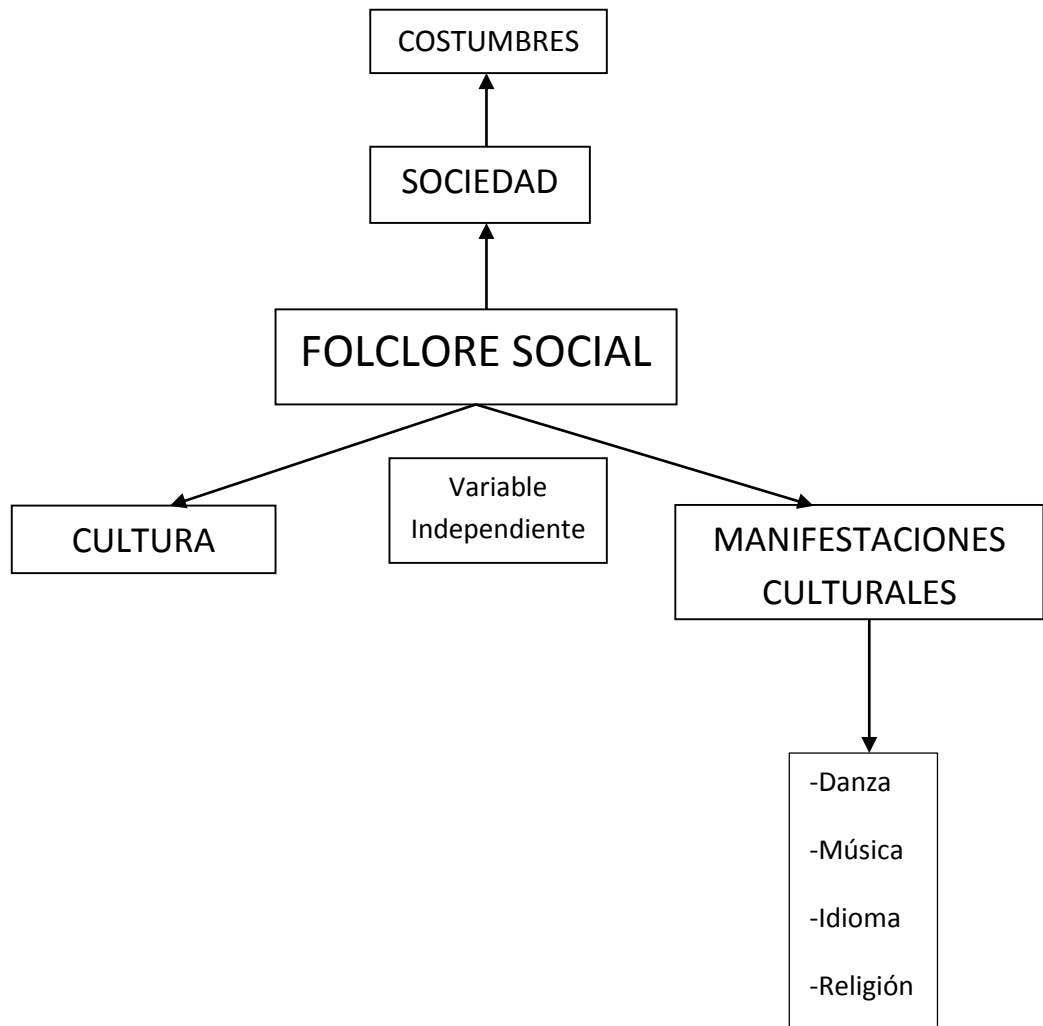 COSTUMBRES
SOCIEDAD
FOLCLORE SOCIAL
Variable
Independiente
CULTURA
MANIFESTACIONES
CULTURALES
-Danza
-Música
-Idioma
-Religión